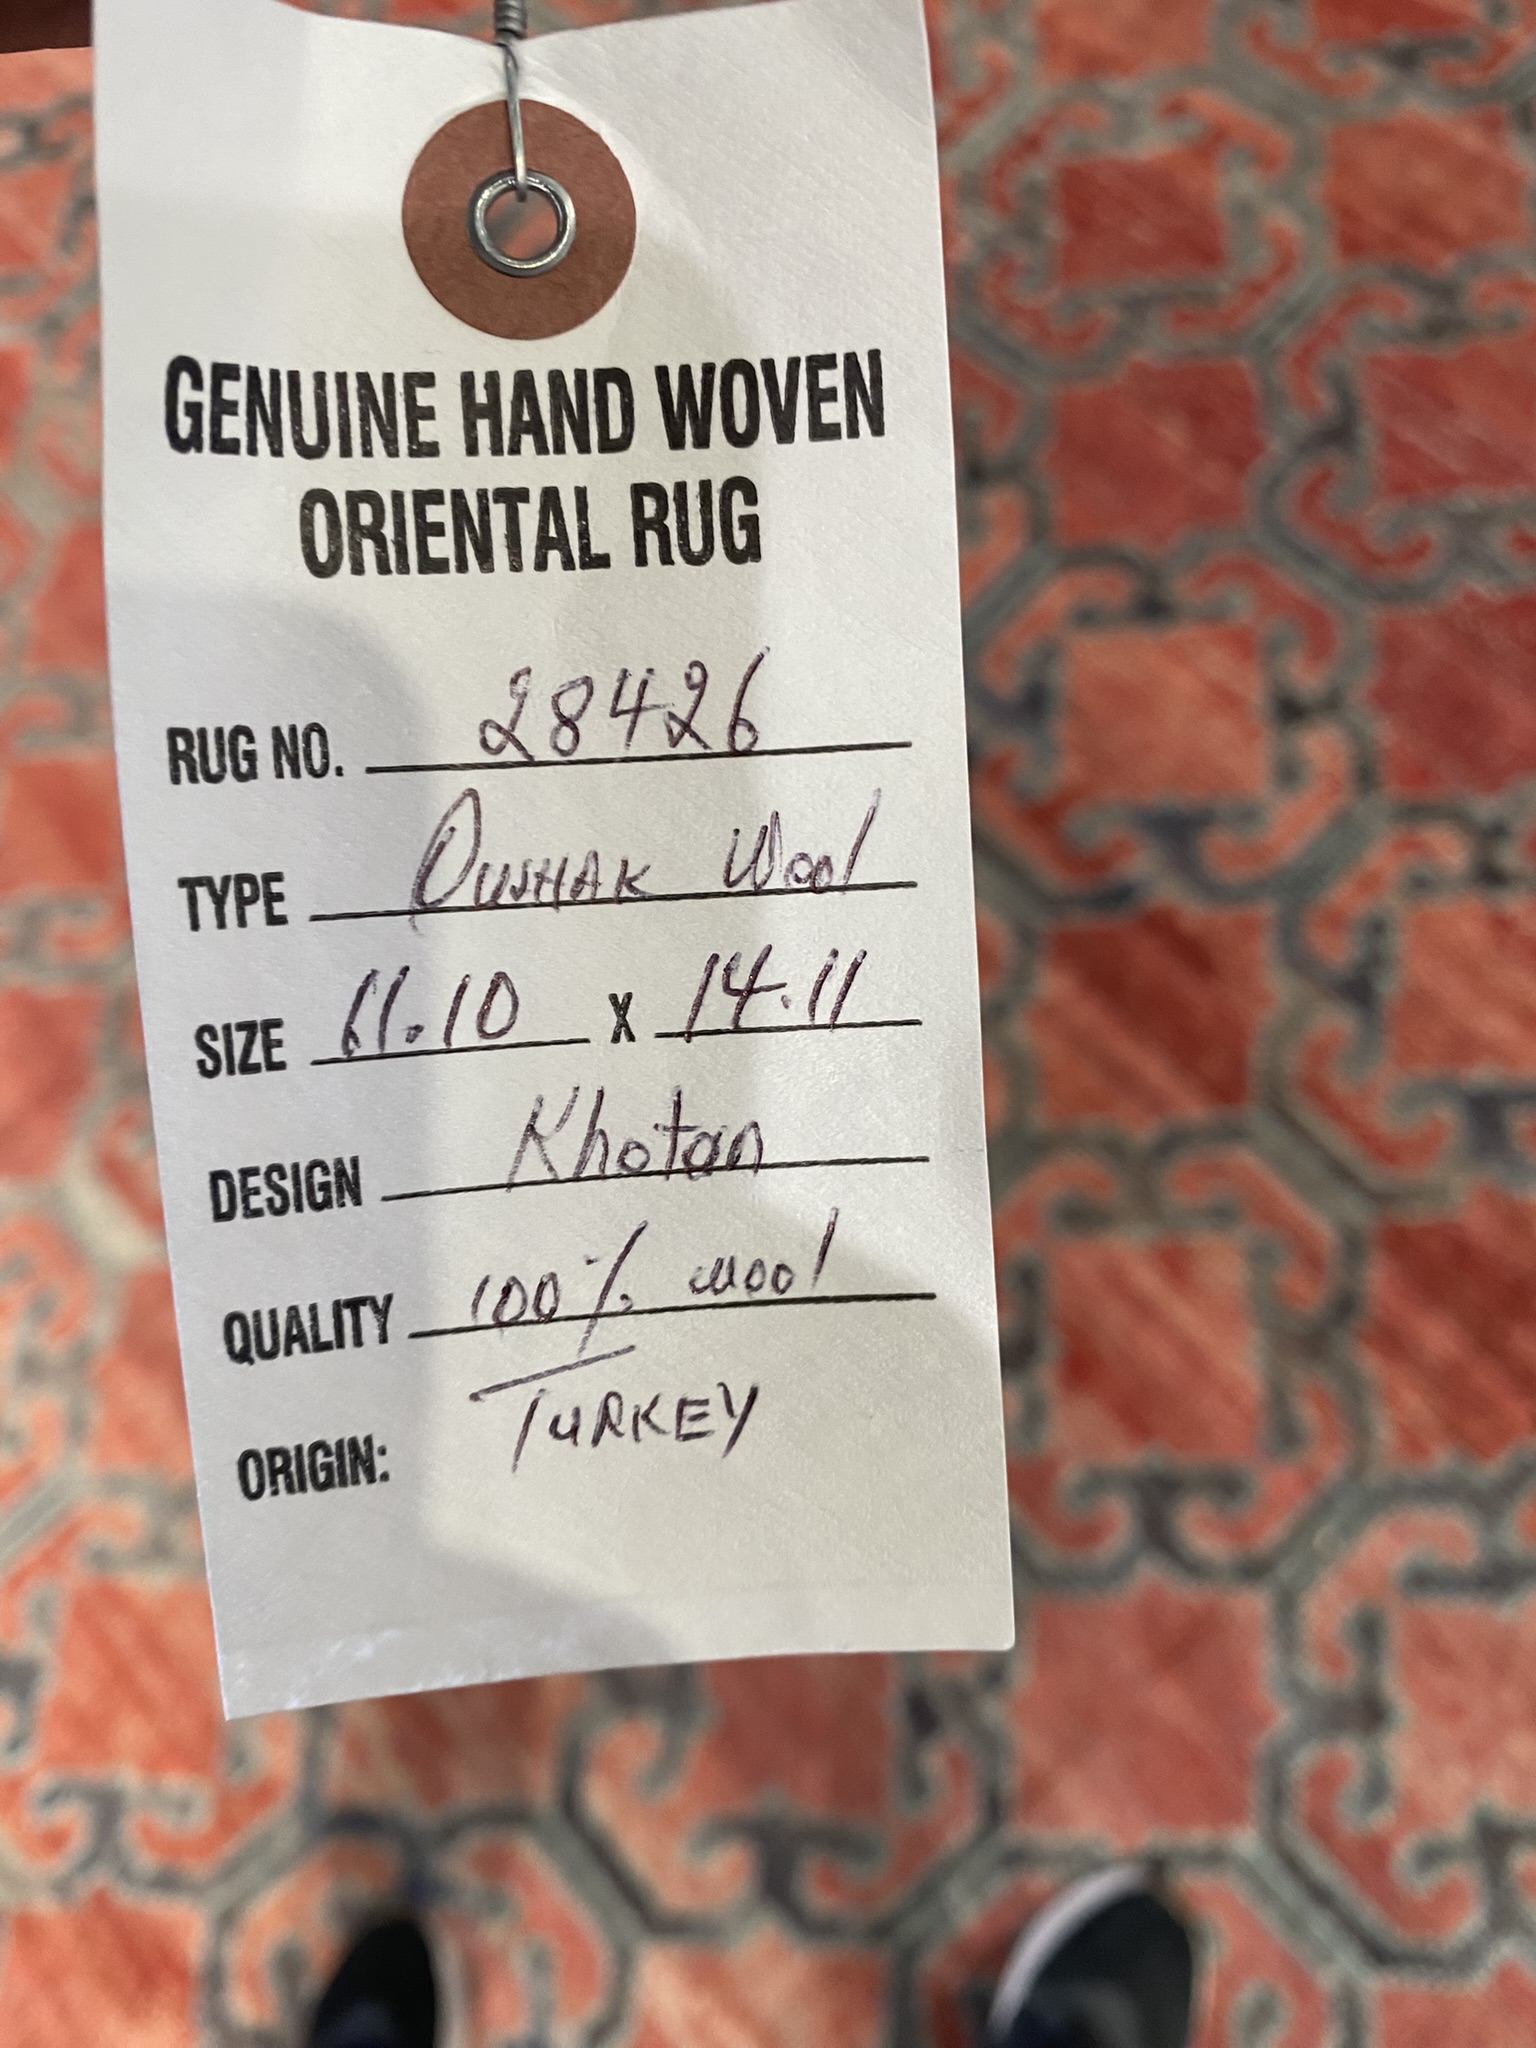 GENUINE HAND WOVEN
ORIENTAL RUG
RUG NO. 28426
TYPE OUSHAK Wool
SIZE 11.10 X 14.11
DESIGN Khotan
QUALITY 100% wool
ORIGIN: TURKEY